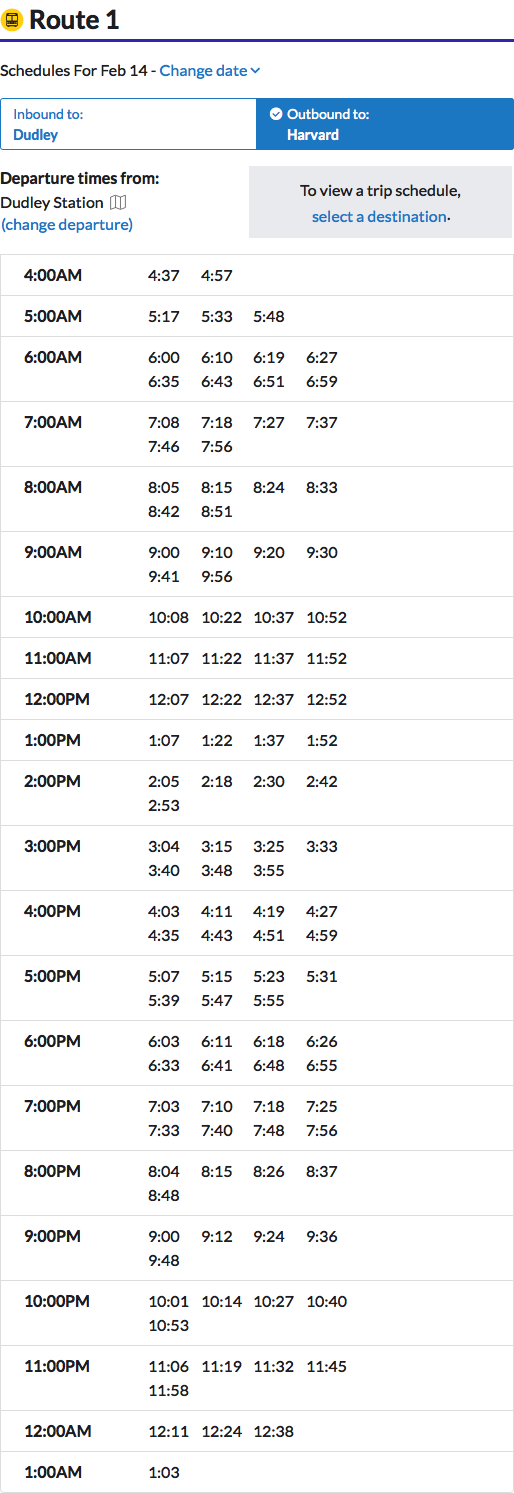 Route 1
Schedules For Feb 14 - Change date
Inbound to:
Dudley
Outbound to:
Harvard
Departure times from:
Dudley Station
(change departure)
To view a trip schedule,
select a destination.
4:00AM 4:37 4:57
5:00AM 5:17 5:33 5:48
6:00AM 6:00 6:10 6:19 6:27
6:35 6:43 6:51 6:59
7:00AM 7:08 7:18 7:27 7:37
7:46 7:56
8:00AM 8:05 8:15 8:24 8:33
8:42 8:51
9:00AM 9:00 9:10 9:20 9:30
9:41 9:56
10:00AM 10:08 10:22 10:37 10:52
11:00AM 11:07 11:22 11:37 11:52
12:00PM 12:07 12:22 12:37 12:52
1:00PM 1:07 1:22 1:37 1:52
2:00PM 2:05 2:18 2:30 2:42
2:53
3:00PM 3:04 3:15 3:25 3:33
3:40 3:48 3:55
4:00PM 4:03 4:11 4:19 4:27
4:35 4:43 4:51 4:59
5:00PM 5:07 5:15 5:23 5:31
5:39 5:47 5:55
6:00PM 6:03 6:11 6:18 6:26
6:33 6:41 6:48 6:55
7:00PM 7:03 7:10 7:18 7:25
7:33 7:40 7:48 7:56
8:00PM 8:04 8:15 8:26 8:37
8:48
9:00PM 9:00 9:12 9:24 9:36
9:48
10:00PM 10:01 10:14 10:27 10:40
10:53
11:00PM 11:06 11:19 11:32 11:45
11:58
12:00AM 12:11 12:24 12:38
1:00AM 1:03